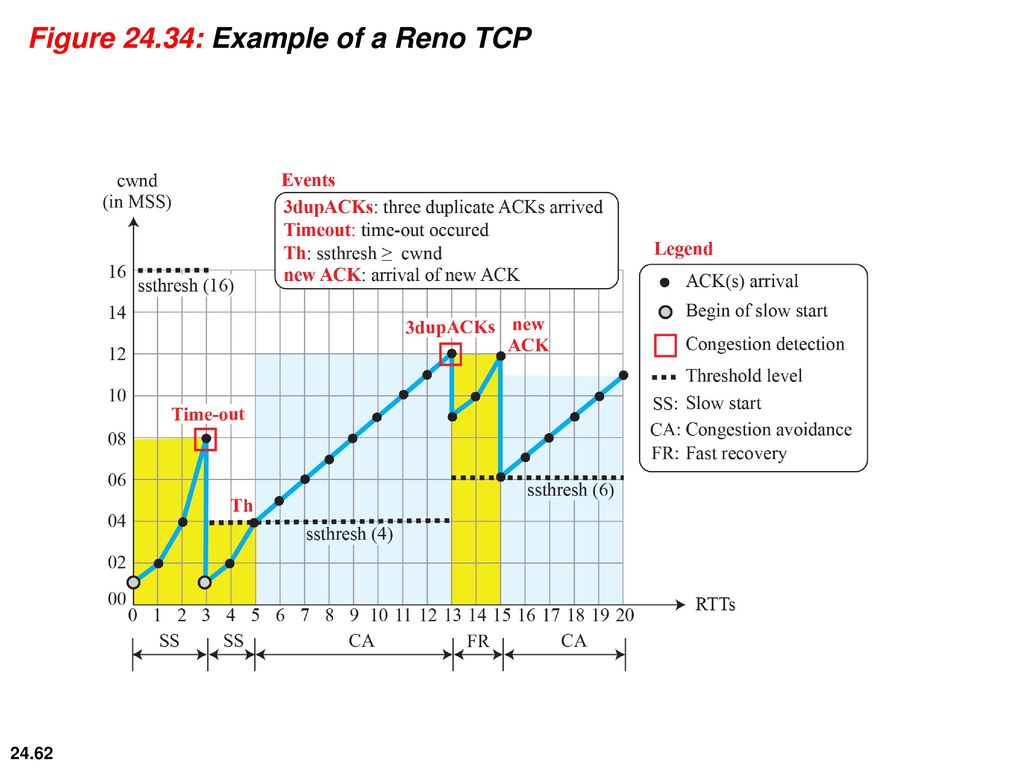 Figure 24.34: Example of a Reno TCP
cwnd
(in MSS)
Events
3dupACKs: three duplicate ACKs arrived
Timeout: time-out occured
Th: ssthresh ≥ cwnd
new ACK: arrival of new ACK
Legend
ACK(s) arrival
Begin of slow start
Congestion detection
Threshold level
SS: Slow start
CA: Congestion avoidance
FR: Fast recovery
16
ssthresh (16)
14
3dupACKs
new
ACK
12
10
Time-out
08
06
ssthresh (6)
Th
04
ssthresh (4)
02
00
0 1 2 3 4 5 6 7 8 9 10 11 12 13 14 15 16 17 18 19 20
RTTs
SS SS CA FR CA
24.62